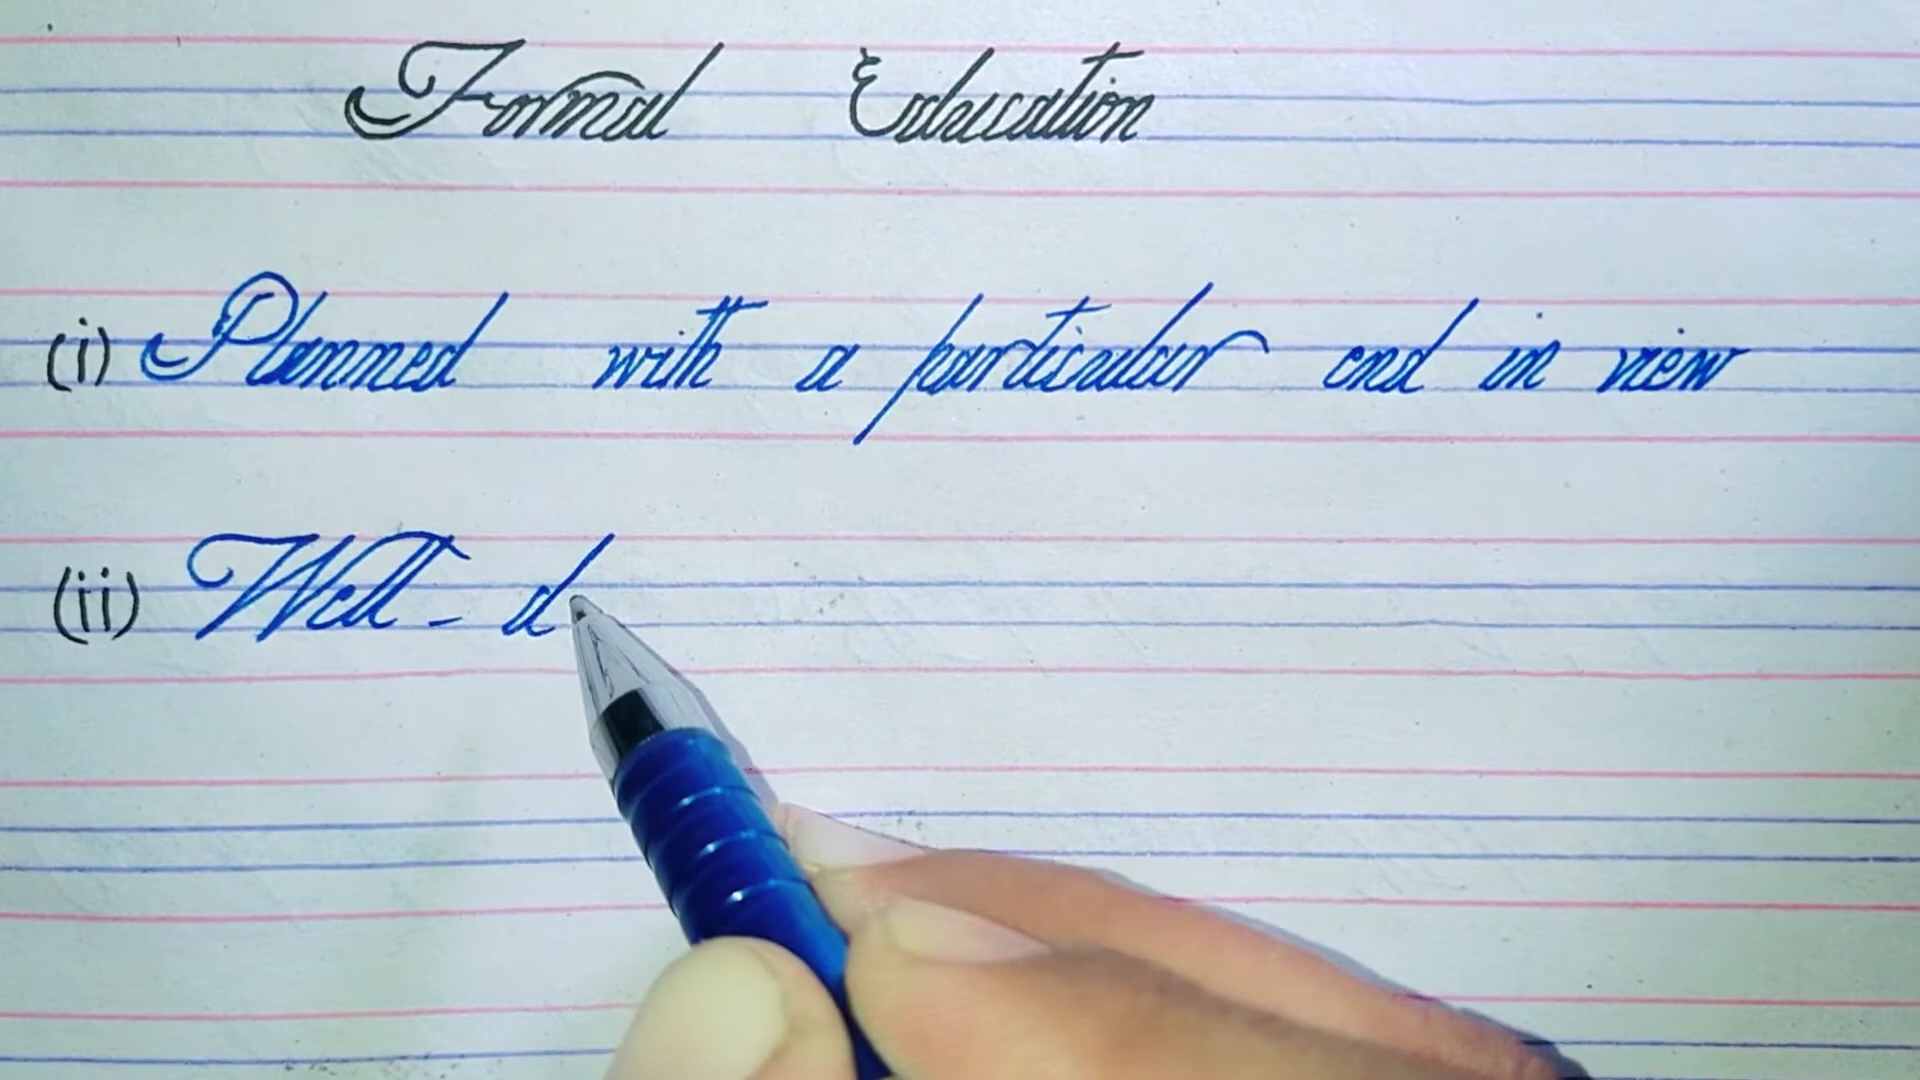 Formal Education
(i) Planned with a particular end in view
(ii) Well - d